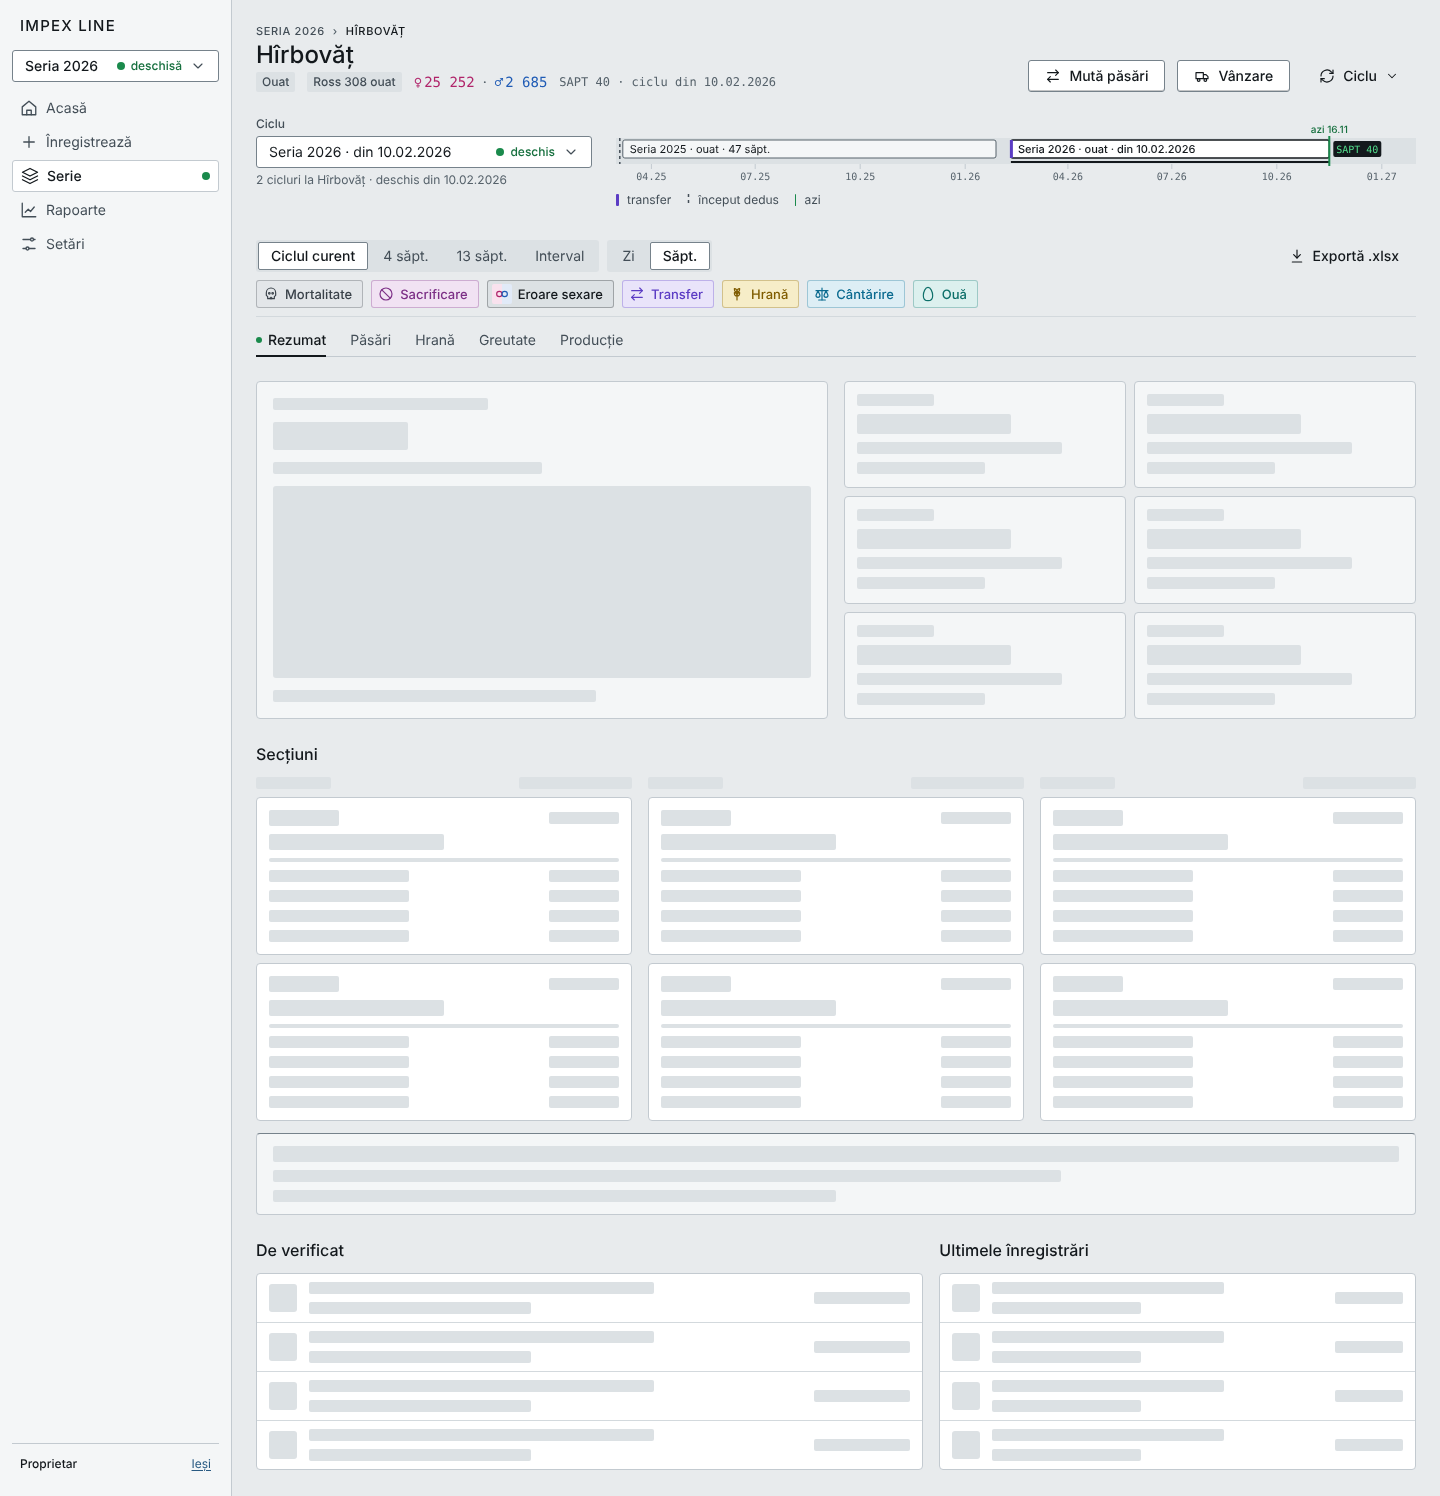 IMPEX LINE
Seria 2026 deschisă
Acasă
Înregistrează
Serie
Rapoarte
Setări
Proprietar Ieși
SERIA 2026 › HÎRBOVĂȚ
Hîrbovăț
Ouat Ross 308 ouat ♀25 252 · ♂2 685 SAPT 40 · ciclu din 10.02.2026
Mută păsări Vânzare Ciclu
Ciclu
Seria 2026 · din 10.02.2026 deschis
2 cicluri la Hîrbovăț · deschis din 10.02.2026
azi 16.11
Seria 2025 · ouat · 47 săpt. Seria 2026 · ouat · din 10.02.2026 SAPT 40
04.25 07.25 10.25 01.26 04.26 07.26 10.26 01.27
transfer început dedus azi
Ciclul curent 4 săpt. 13 săpt. Interval Zi Săpt. Exportă .xlsx
Mortalitate Sacrificare Eroare sexare Transfer Hrană Cântărire Ouă
Rezumat Păsări Hrană Greutate Producție
Secțiuni
De verificat Ultimele înregistrări